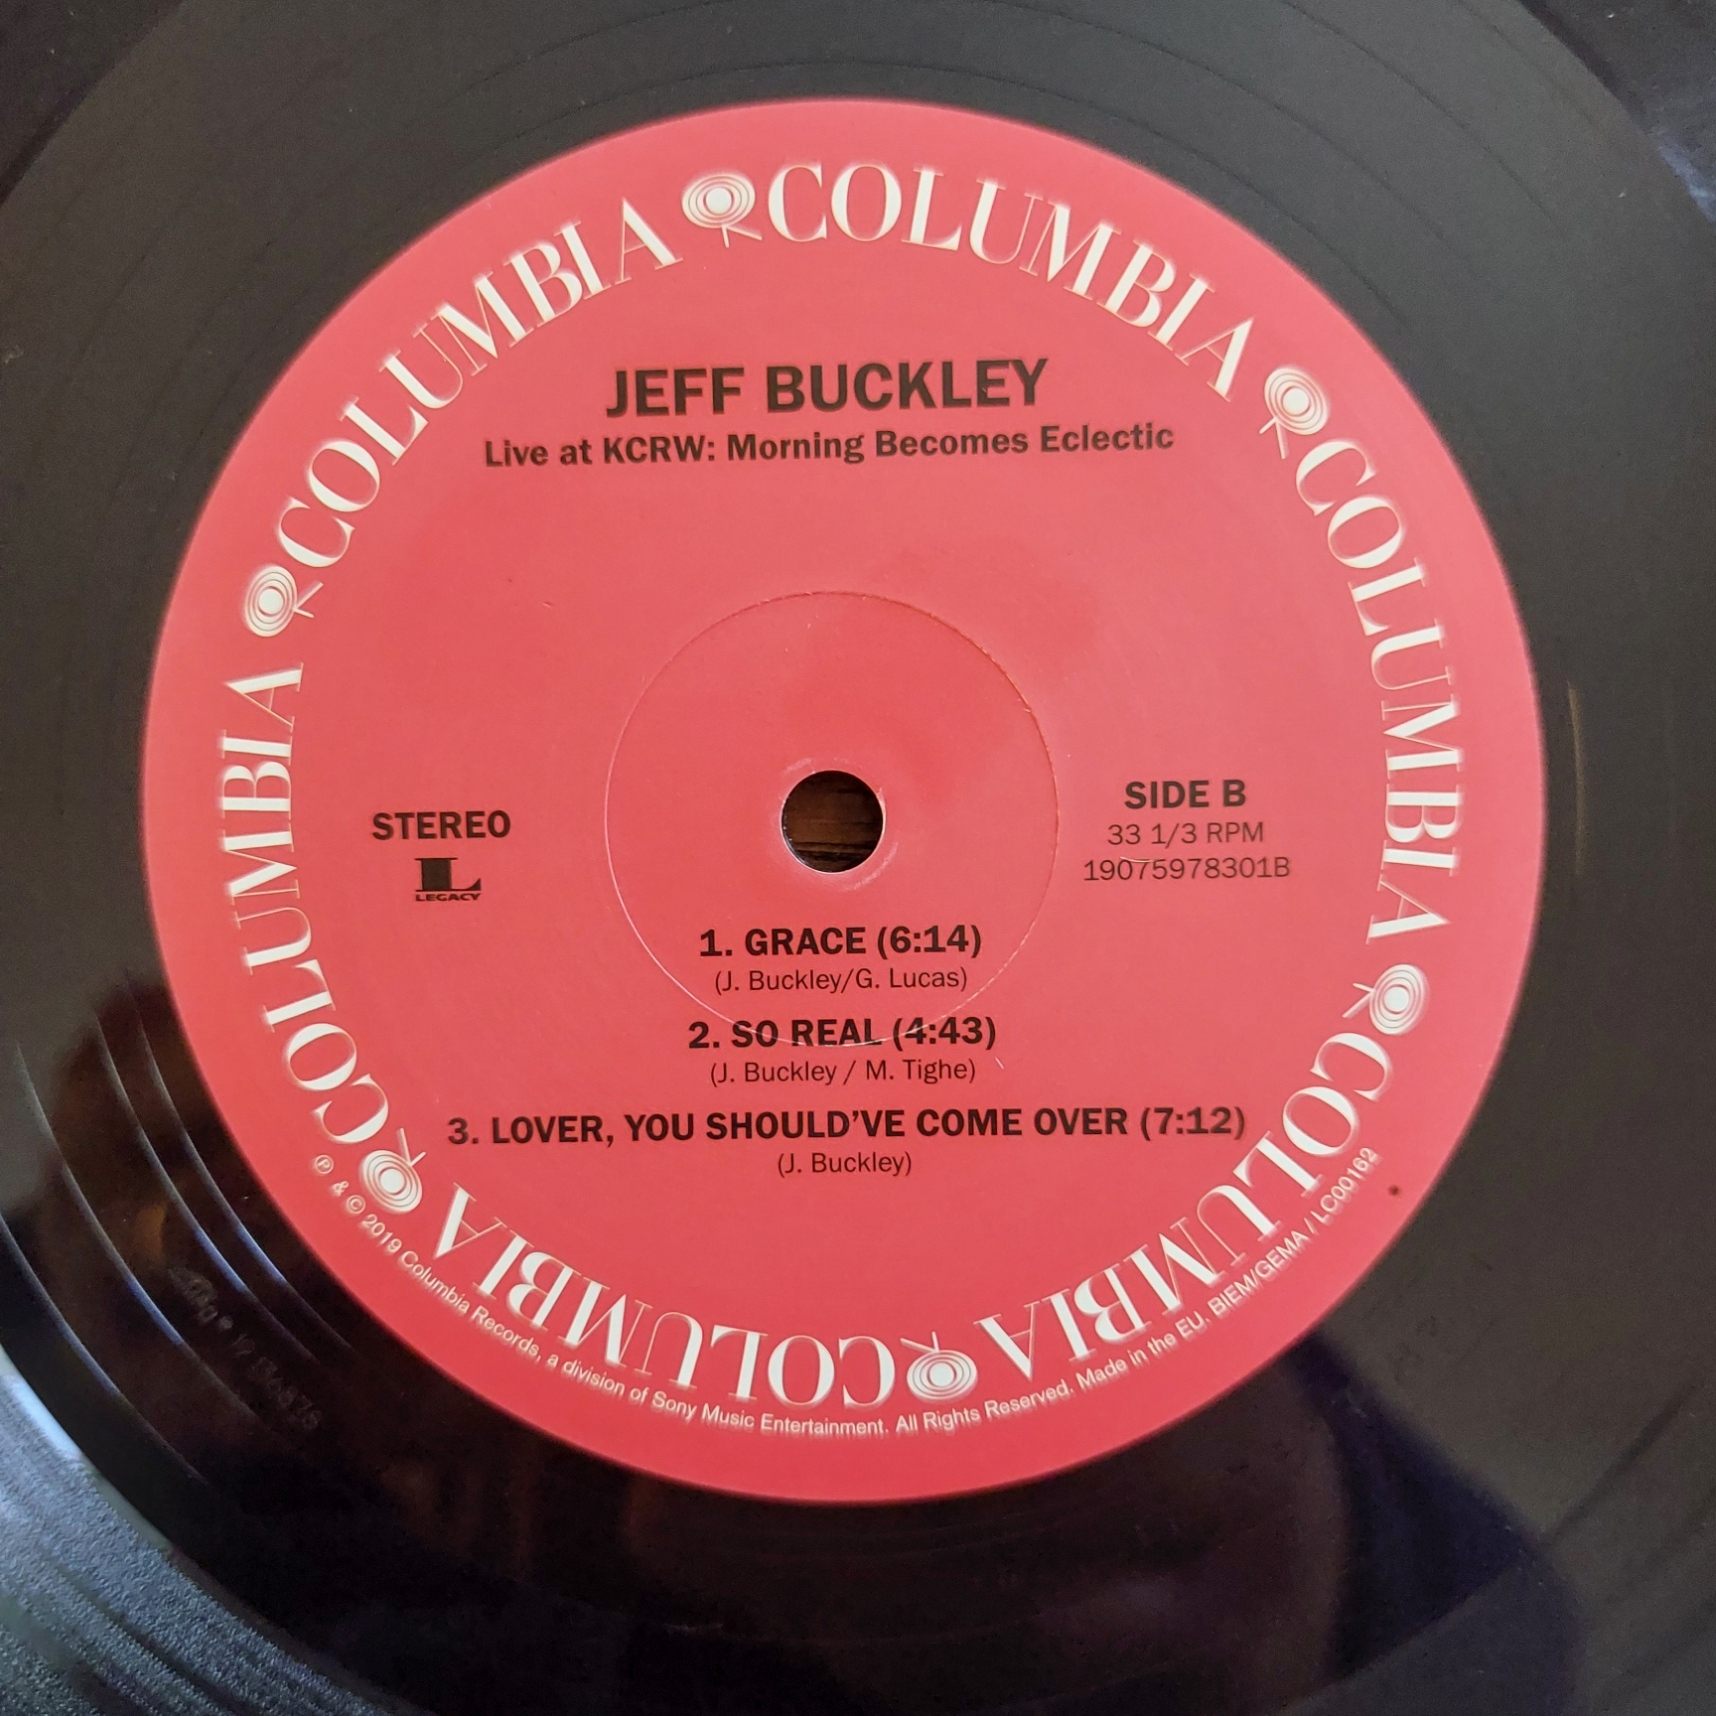 COLUMBIA COLUMBIA COLUMBIA COLUMBIA COLUMBIA COLUMBIA
JEFF BUCKLEY
Live at KCRW: Morning Becomes Eclectic
STEREO
L
LEGACY
SIDE B
33 1/3 RPM
19075978301B
1. GRACE (6:14)
(J. Buckley/G. Lucas)
2. SO REAL (4:43)
(J. Buckley / M. Tighe)
3. LOVER, YOU SHOULD'VE COME OVER (7:12)
(J. Buckley)
℗ & © 2019 Columbia Records, a division of Sony Music Entertainment. All Rights Reserved. Made in the EU. BIEM/GEMA / LC00162